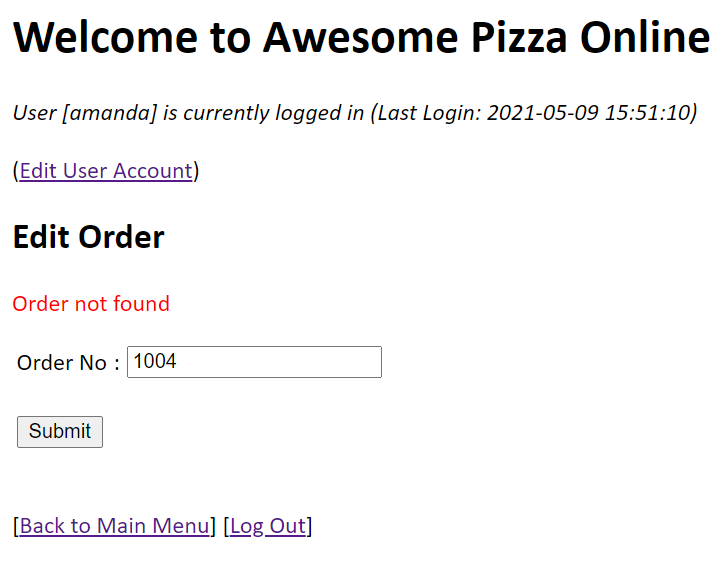 Welcome to Awesome Pizza Online
User [amanda] is currently logged in (Last Login: 2021-05-09 15:51:10)
(Edit User Account)
Edit Order
Order not found
Order No : 1004
Submit
[Back to Main Menu] [Log Out]